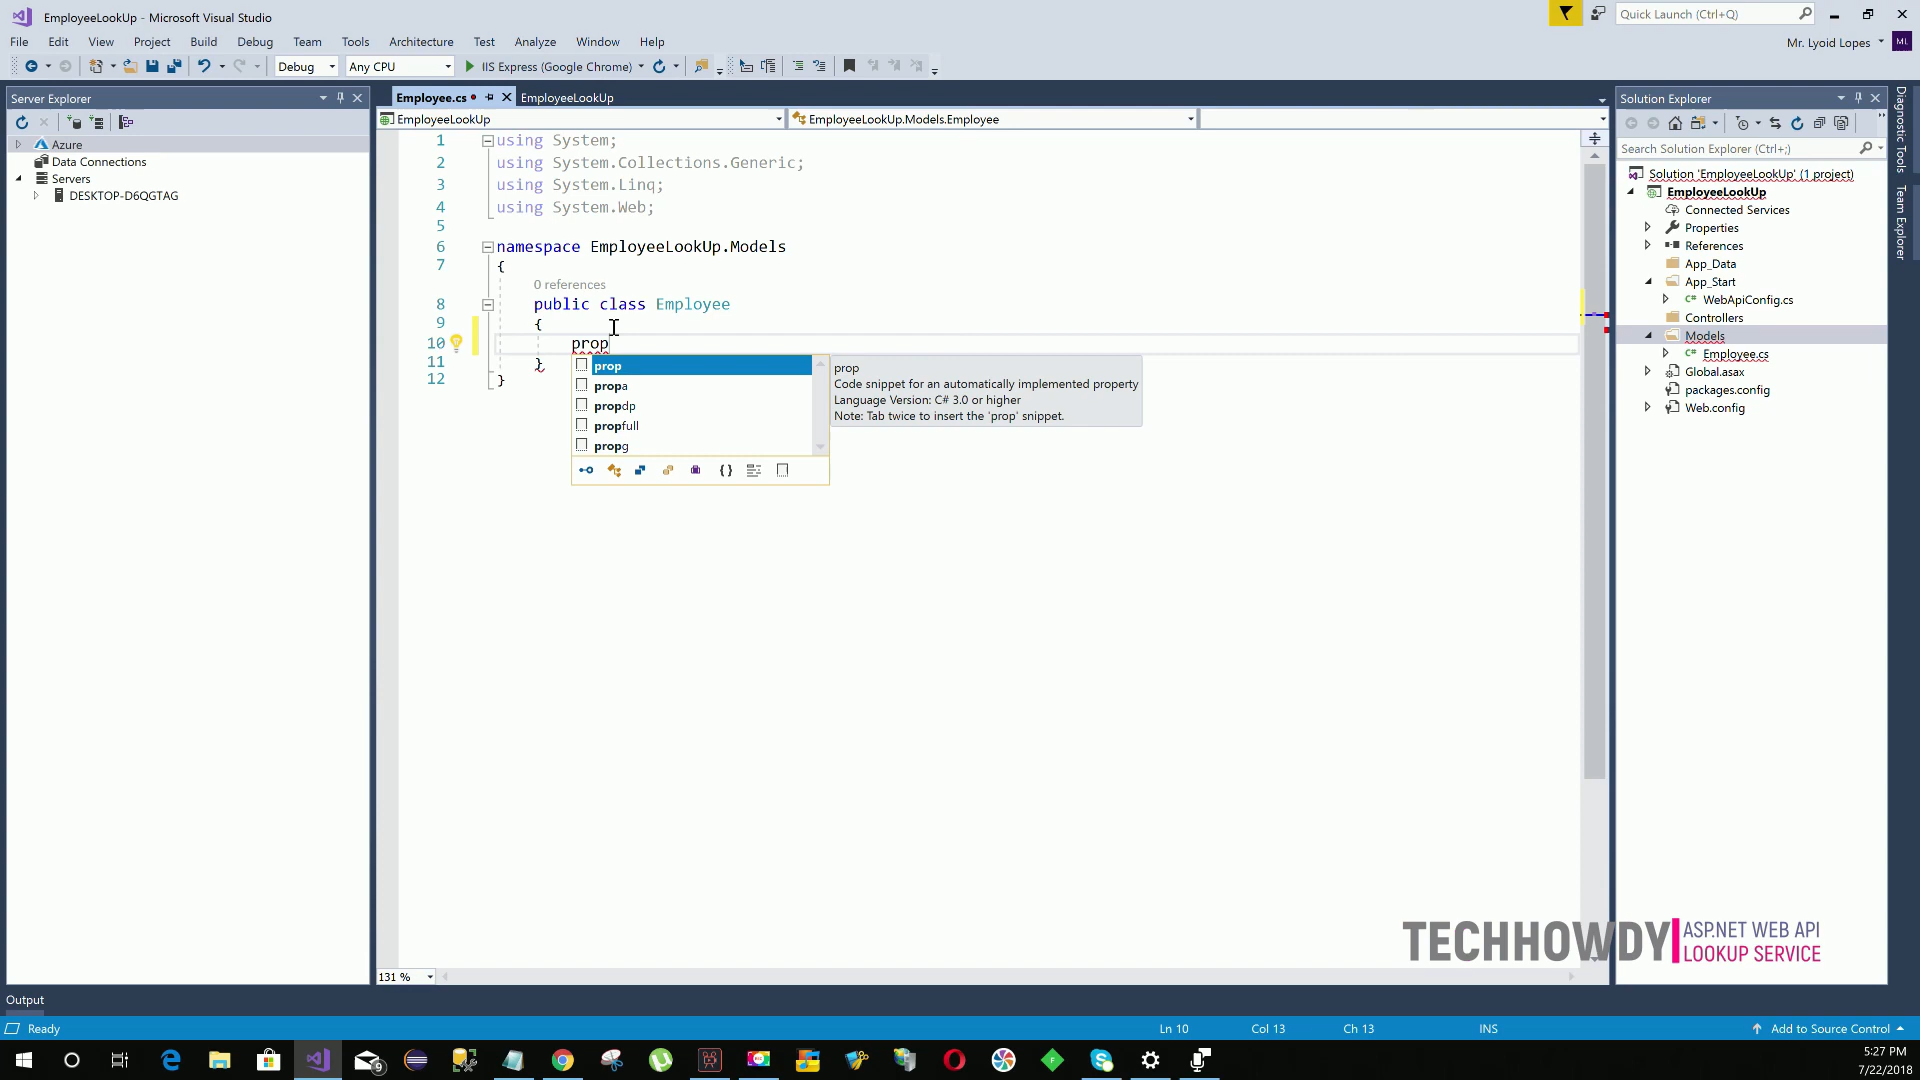 EmployeeLookUp - Microsoft Visual Studio
Quick Launch (Ctrl+Q)
File Edit View Project Build Debug Team Tools Architecture Test Analyze Window Help
Mr. Lyoid Lopes ML
Debug Any CPU IIS Express (Google Chrome)
Server Explorer
Azure
Data Connections
Servers
DESKTOP-D6QGTAG
Employee.cs EmployeeLookUp
EmployeeLookUp EmployeeLookUp.Models.Employee
1 using System;
2 using System.Collections.Generic;
3 using System.Linq;
4 using System.Web;
5
6 namespace EmployeeLookUp.Models
7 {
0 references
8 public class Employee
9 {
10 prop
11 }
12 }
prop
propa
propdp
propfull
propg
prop
Code snippet for an automatically implemented property
Language Version: C# 3.0 or higher
Note: Tab twice to insert the 'prop' snippet.
131 %
Solution Explorer
Search Solution Explorer (Ctrl+;)
Solution 'EmployeeLookUp' (1 project)
EmployeeLookUp
Connected Services
Properties
References
App_Data
App_Start
C# WebApiConfig.cs
Controllers
Models
C# Employee.cs
Global.asax
packages.config
Web.config
Diagnostic Tools
Team Explorer
TECHHOWDY
ASP.NET WEB API
LOOKUP SERVICE
Output
Ready Ln 10 Col 13 Ch 13 INS Add to Source Control
9
5:27 PM
7/22/2018